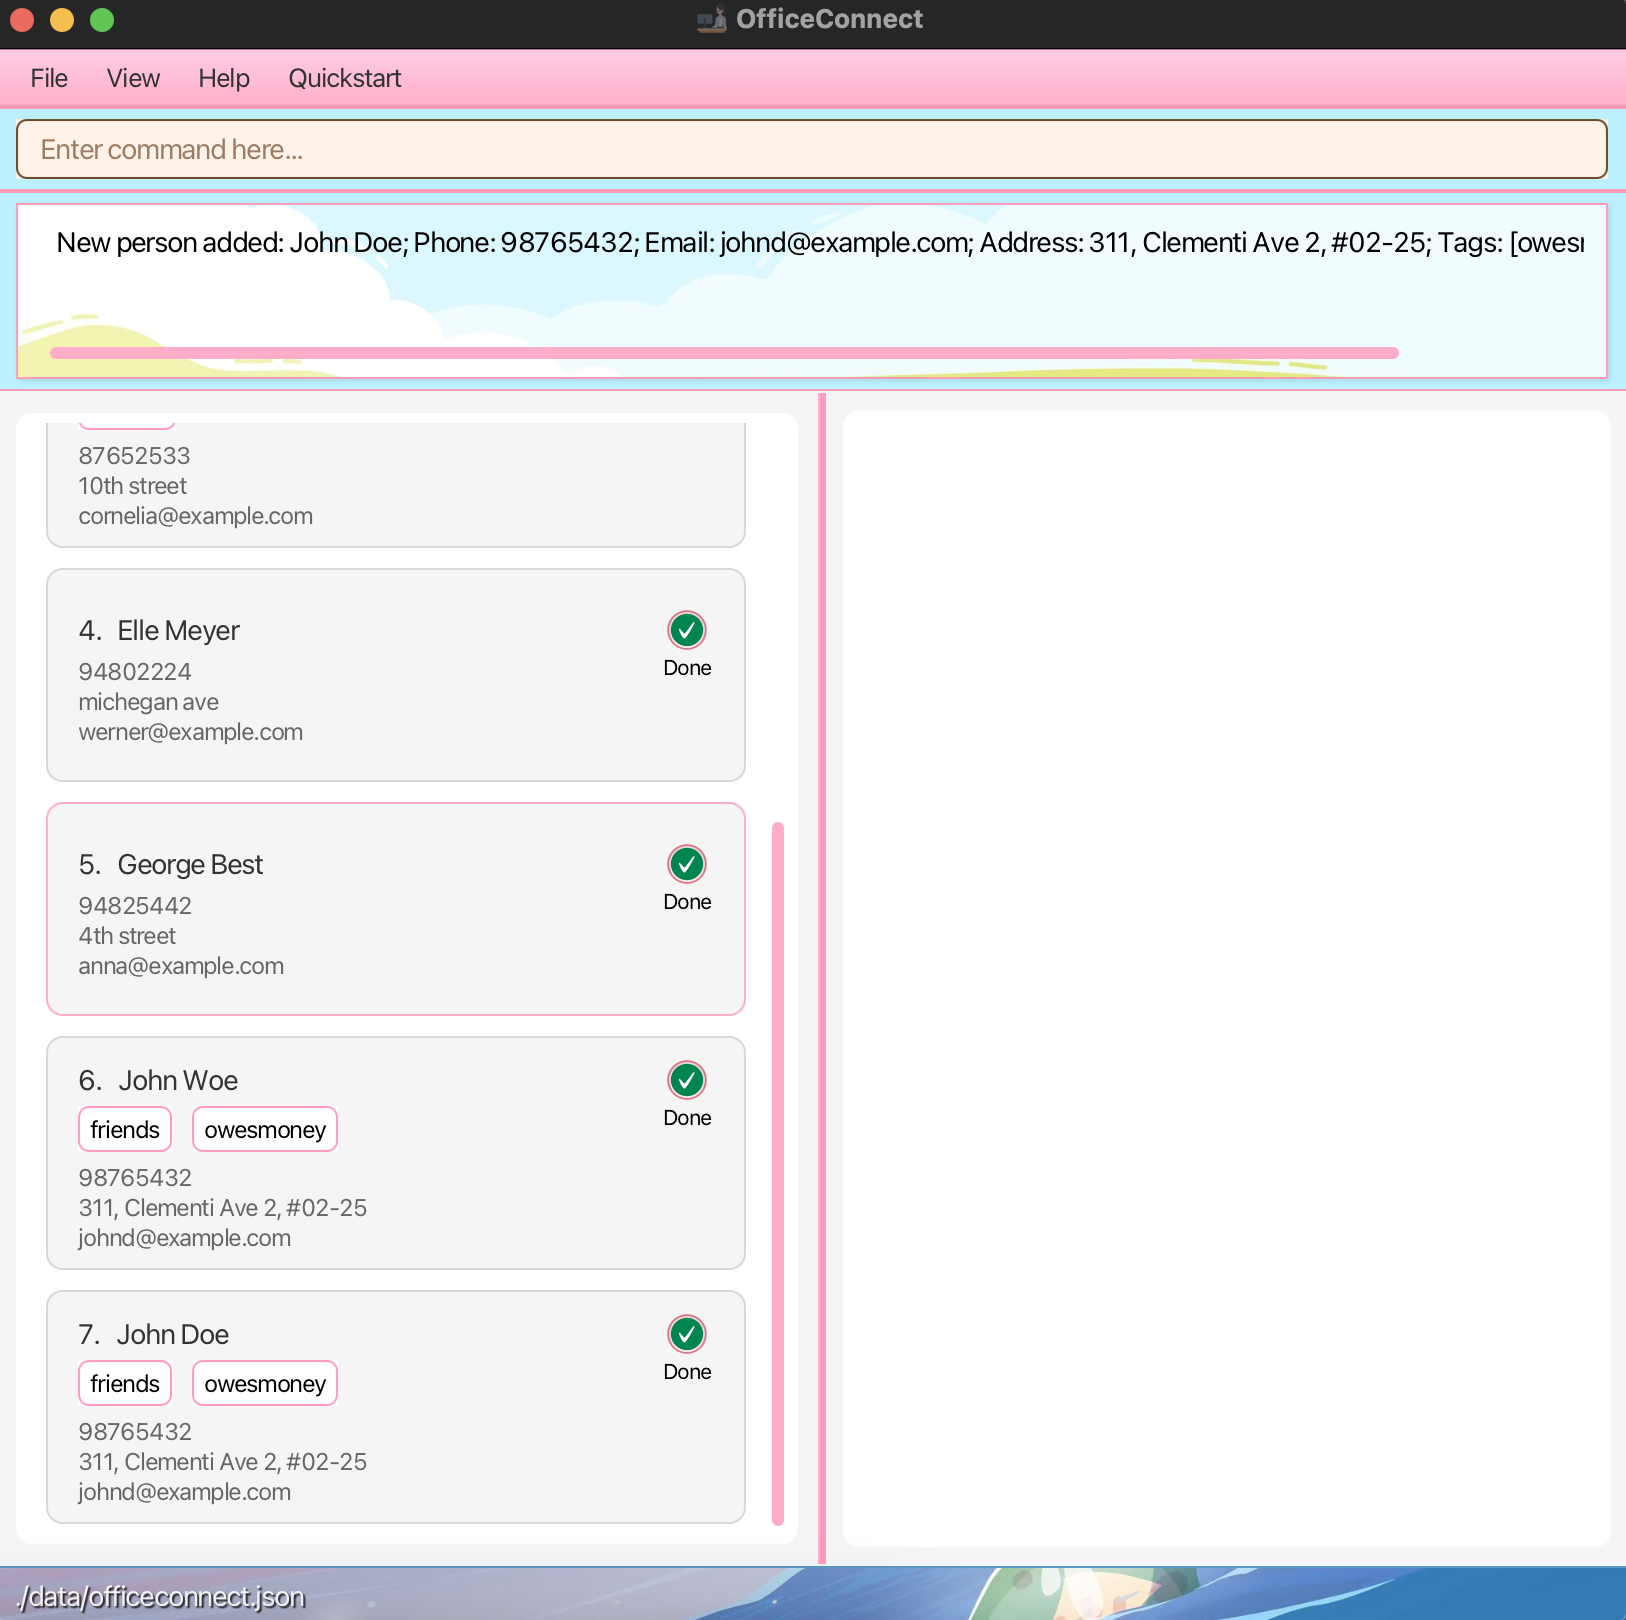 OfficeConnect
File View Help Quickstart
Enter command here...
New person added: John Doe; Phone: 98765432; Email: johnd@example.com; Address: 311, Clementi Ave 2, #02-25; Tags: [owes
87652533
10th street
cornelia@example.com
4. Elle Meyer
Done
94802224
michegan ave
werner@example.com
5. George Best
Done
94825442
4th street
anna@example.com
6. John Woe
Done
friends owesmoney
98765432
311, Clementi Ave 2, #02-25
johnd@example.com
7. John Doe
Done
friends owesmoney
98765432
311, Clementi Ave 2, #02-25
johnd@example.com
./data/officeconnect.json